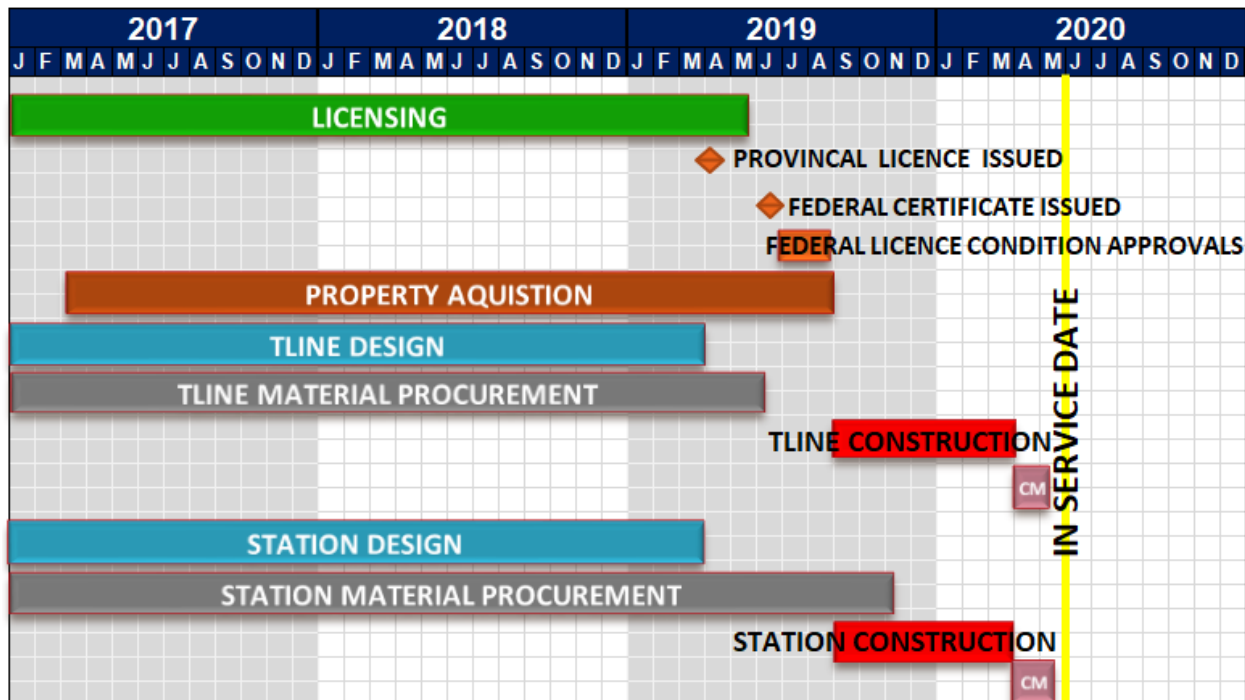 2017 2018 2019 2020
J F M A M J J A S O N D J F M A M J J A S O N D J F M A M J J A S O N D J F M A M J J A S O N D
LICENSING
PROVINCAL LICENCE ISSUED
FEDERAL CERTIFICATE ISSUED
FEDERAL LICENCE CONDITION APPROVALS
PROPERTY AQUISTION
TLINE DESIGN
TLINE MATERIAL PROCUREMENT
TLINE CONSTRUCTION
IN SERVICE DATE
CM
STATION DESIGN
STATION MATERIAL PROCUREMENT
STATION CONSTRUCTION
CM